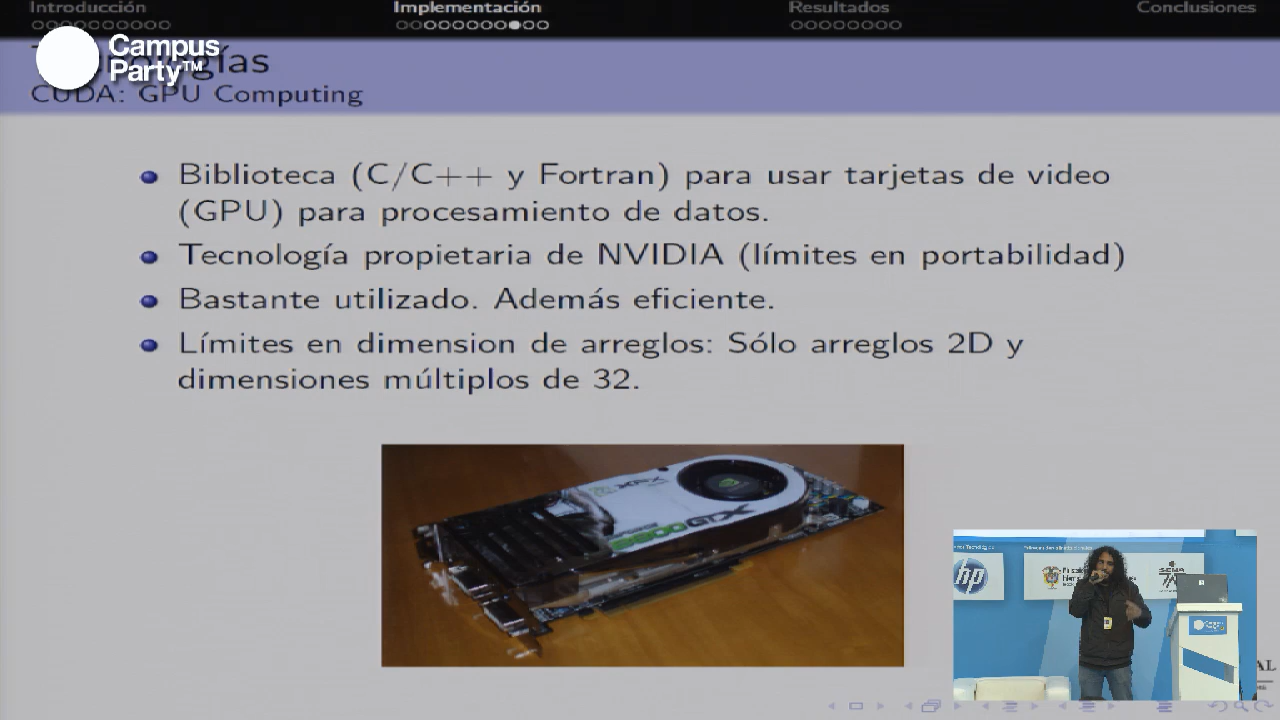 Introducción
Implementación
Resultados
Conclusiones
Campus
Party™
CUDA: GPU Computing
Biblioteca (C/C++ y Fortran) para usar tarjetas de video
(GPU) para procesamiento de datos.
Tecnología propietaria de NVIDIA (límites en portabilidad)
Bastante utilizado. Además eficiente.
Límites en dimension de arreglos: Sólo arreglos 2D y
dimensiones múltiplos de 32.
XFX
8800GTX
hp
SENA